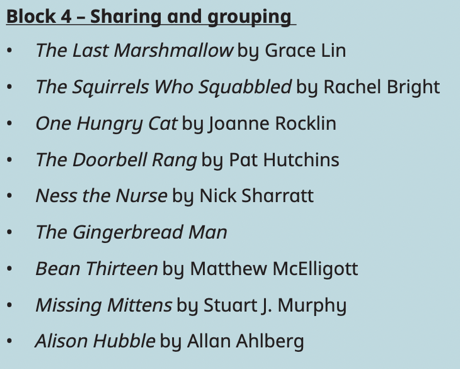 Block 4 – Sharing and grouping
• The Last Marshmallow by Grace Lin
• The Squirrels Who Squabbled by Rachel Bright
• One Hungry Cat by Joanne Rocklin
• The Doorbell Rang by Pat Hutchins
• Ness the Nurse by Nick Sharratt
• The Gingerbread Man
• Bean Thirteen by Matthew McElligott
• Missing Mittens by Stuart J. Murphy
• Alison Hubble by Allan Ahlberg